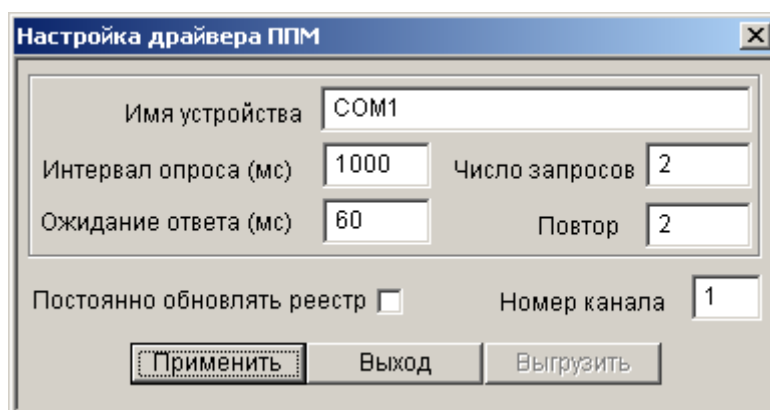 Настройка драйвера ППМ
Имя устройства COM1
Интервал опроса (мс) 1000 Число запросов 2
Ожидание ответа (мс) 60 Повтор 2
Постоянно обновлять реестр Номер канала 1
Применить Выход Выгрузить